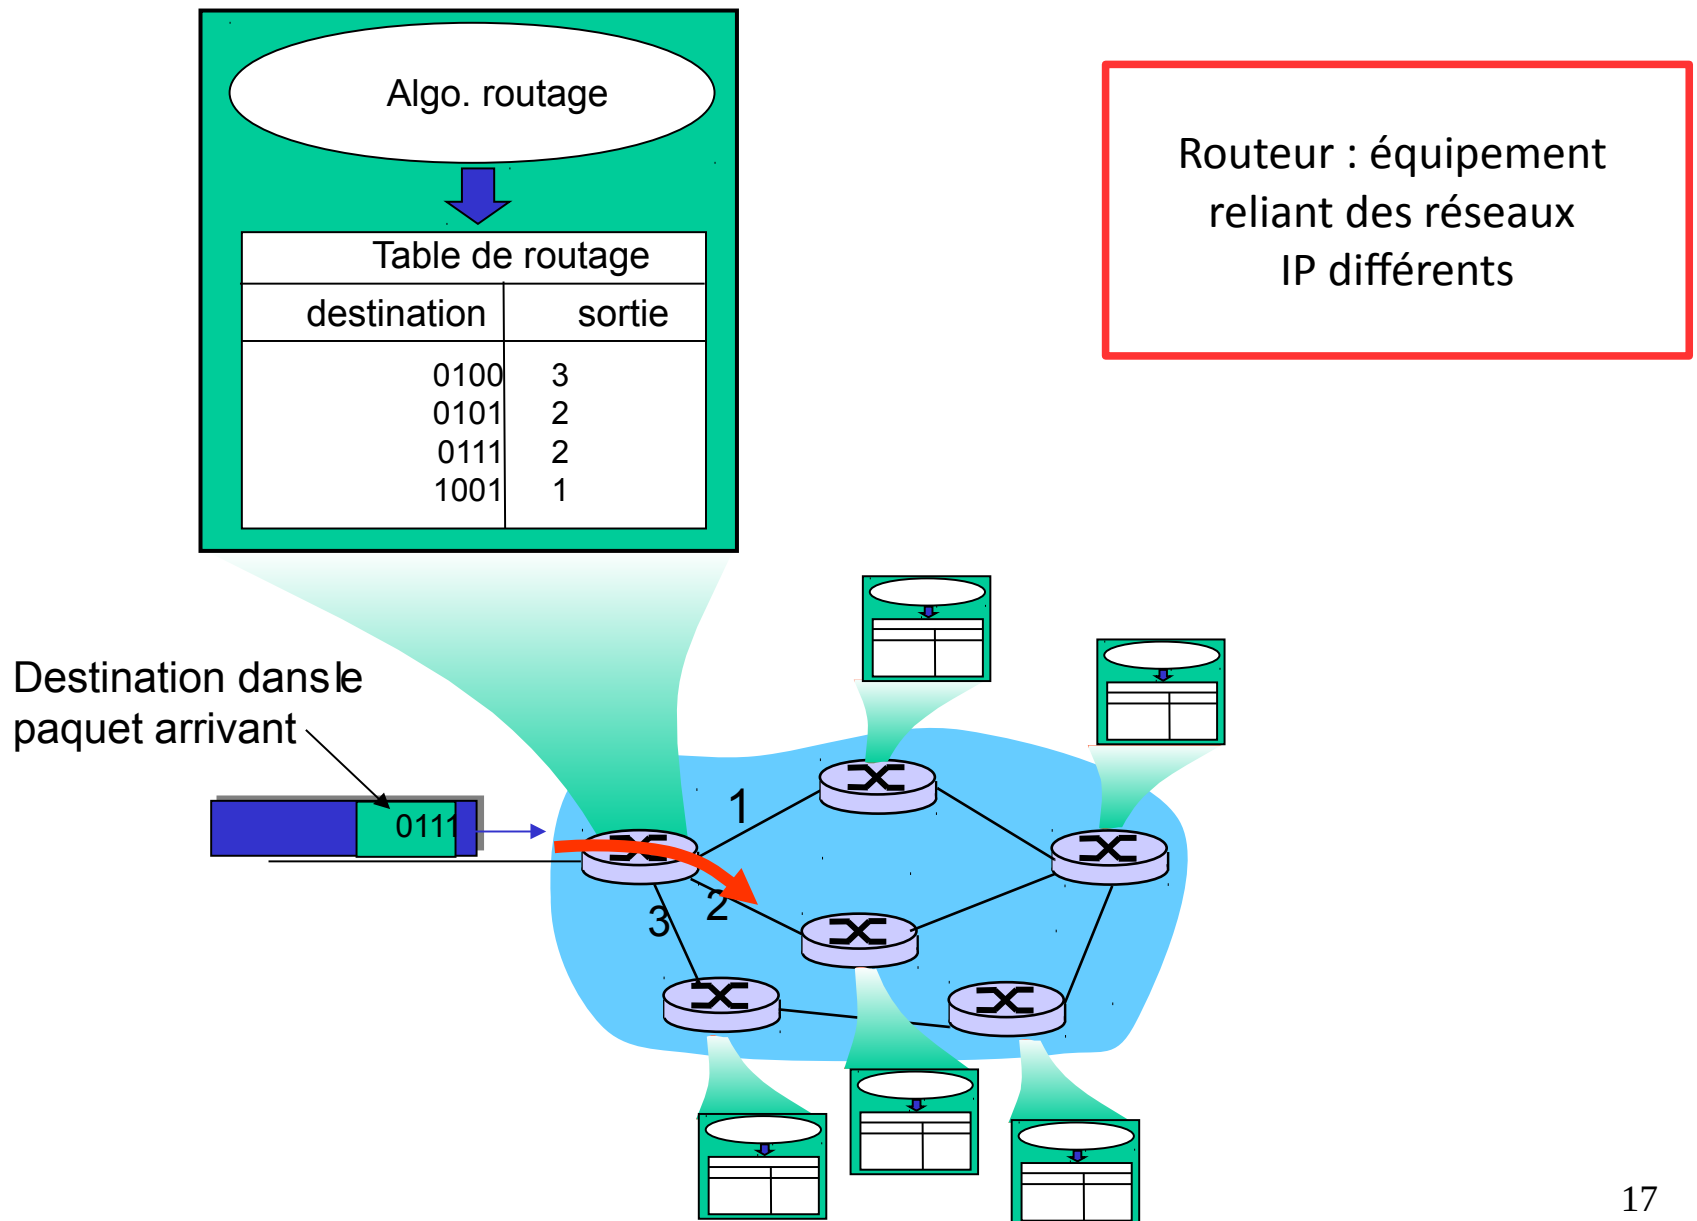 Algo. routage
Table de routage
destination sortie
0100 3
0101 2
0111 2
1001 1
Routeur : équipement
reliant des réseaux
IP différents
Destination dans le
paquet arrivant
0111
1
2
3
17